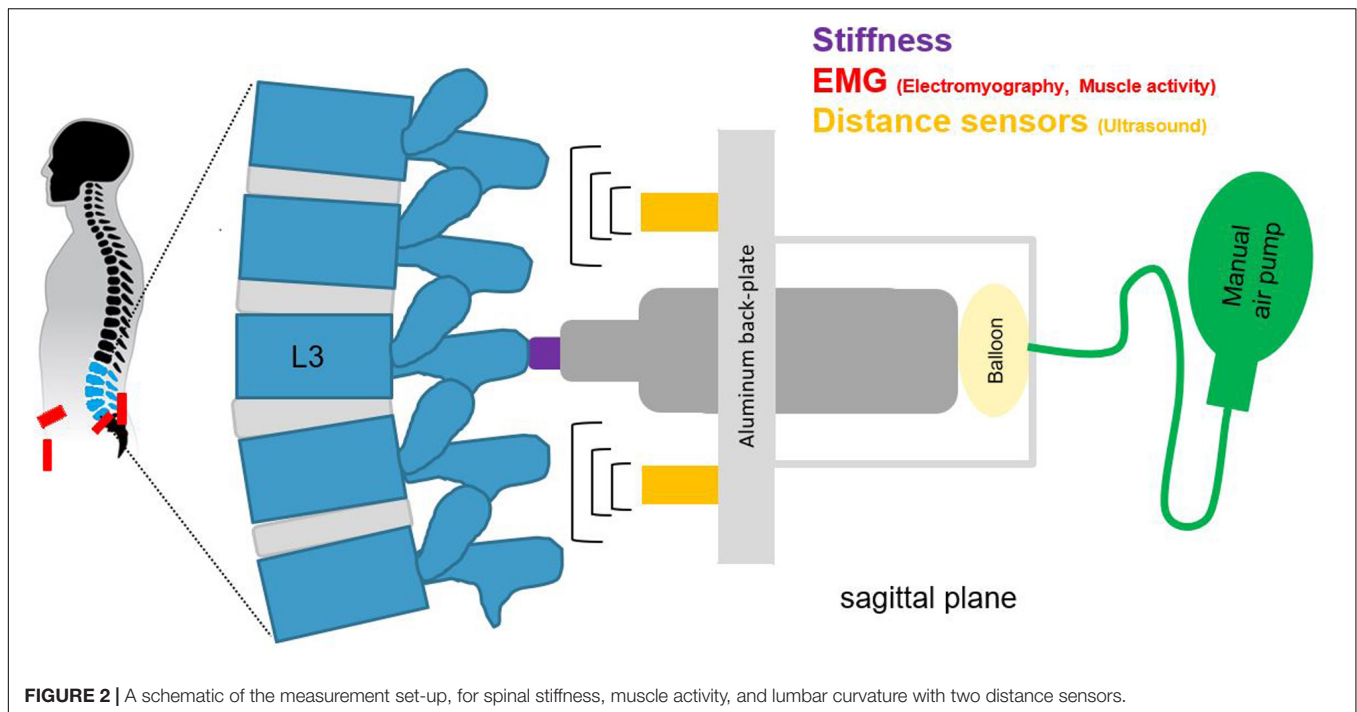 Stiffness
EMG (Electromyography, Muscle activity)
Distance sensors (Ultrasound)
L3
Aluminum back-plate
Balloon
Manual
air pump
sagittal plane
FIGURE 2 | A schematic of the measurement set-up, for spinal stiffness, muscle activity, and lumbar curvature with two distance sensors.